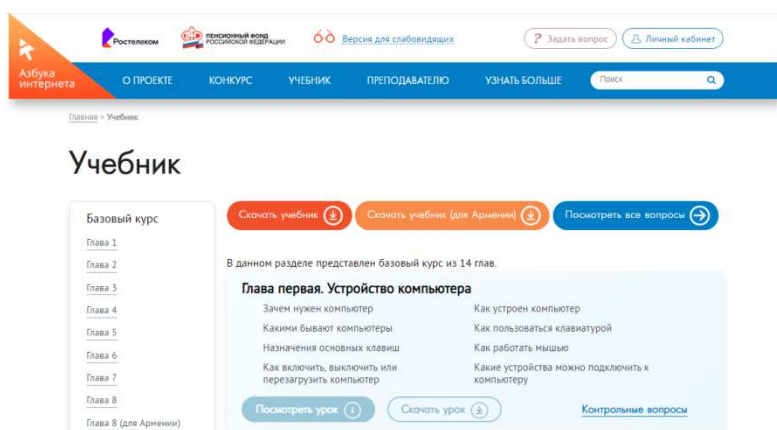 Ростелеком
ПЕНСИОННЫЙ ФОНД
РОССИЙСКОЙ ФЕДЕРАЦИИ
Версия для слабовидящих
? Задать вопрос
Личный кабинет
Азбука
интернета
О ПРОЕКТЕ КОНКУРС УЧЕБНИК ПРЕПОДАВАТЕЛЮ УЗНАТЬ БОЛЬШЕ Поиск
Главная > Учебник
Учебник
Базовый курс
Глава 1
Глава 2
Глава 3
Глава 4
Глава 5
Глава 6
Глава 7
Глава 8
Глава 8 (для Армении)
Скачать учебник
Скачать учебник (для Армении)
Посмотреть все вопросы
В данном разделе представлен базовый курс из 14 глав.
Глава первая. Устройство компьютера
Зачем нужен компьютер
Какими бывают компьютеры
Назначения основных клавиш
Как включить, выключить или
перезагрузить компьютер
Как устроен компьютер
Как пользоваться клавиатурой
Как работать мышью
Какие устройства можно подключить к
компьютеру
Посмотреть урок
Скачать урок
Контрольные вопросы